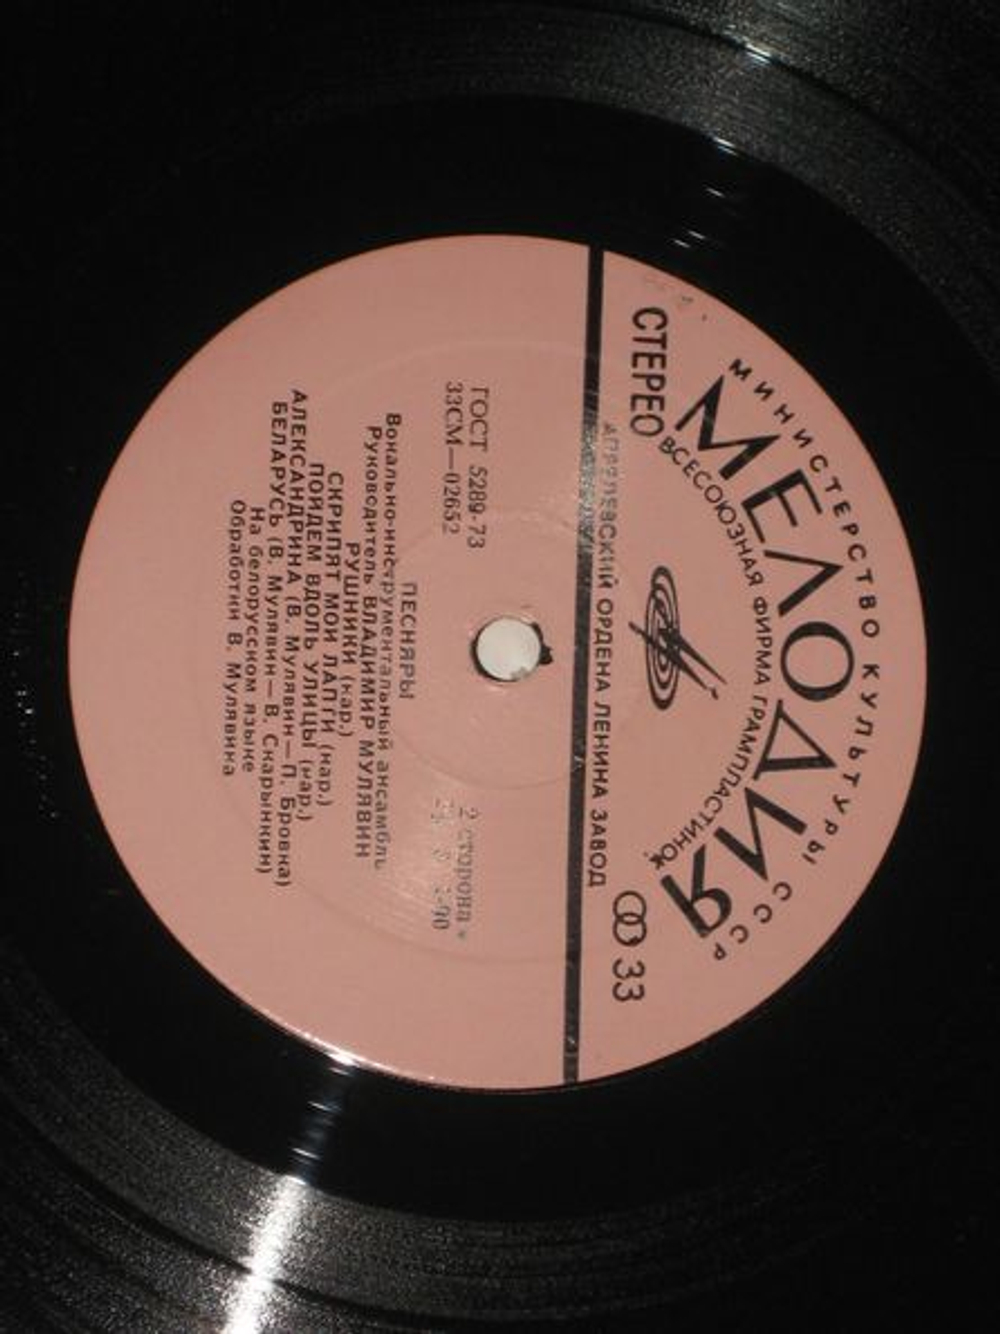 МИНИСТЕРСТВО КУЛЬТУРЫ СССР
МЕЛОДИЯ
ВСЕСОЮЗНАЯ ФИРМА ГРАМПЛАСТИНОК
СТЕРЕО
33
АПРЕЛЕВСКИЙ ОРДЕНА ЛЕНИНА ЗАВОД
ГОСТ 5289-73
2 сторона
33СМ—02652
ПЕСНЯРЫ
Вокально-инструментальный ансамбль
Руководитель ВЛАДИМИР МУЛЯВИН
РУШНИКИ (нар.)
СКРИПЯТ МОИ ЛАПТИ (нар.)
ПОЙДЕМ ВДОЛЬ УЛИЦЫ (нар.)
АЛЕКСАНДРИНА (В. Мулявин—П. Бровка)
БЕЛАРУСЬ (В. Мулявин—В. Скарынкин)
На белорусском языке
Обработки В. Мулявина